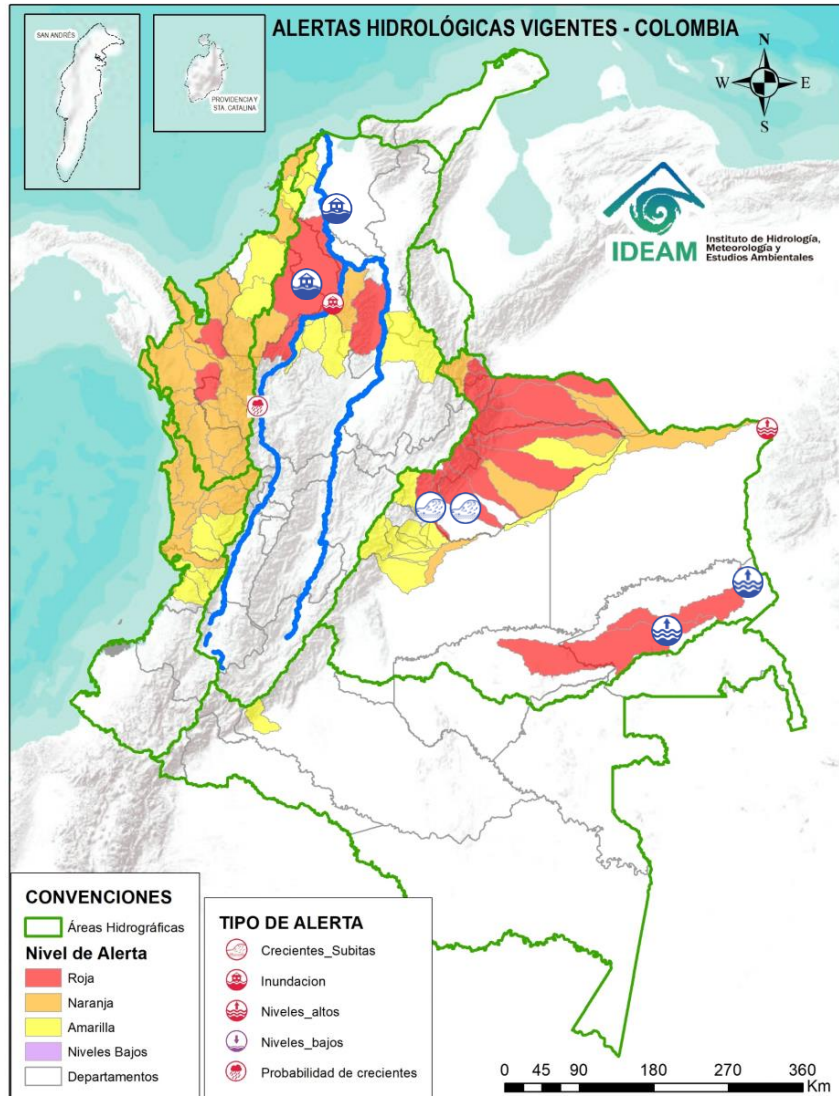 ALERTAS HIDROLÓGICAS VIGENTES - COLOMBIA
SAN ANDRÉS
PROVIDENCIA Y
STA. CATALINA
N
W
E
S
IDEAM
Instituto de Hidrología,
Meteorología y
Estudios Ambientales
CONVENCIONES
Áreas Hidrográficas
Nivel de Alerta
Roja
Naranja
Amarilla
Niveles Bajos
Departamentos
TIPO DE ALERTA
Crecientes_Subitas
Inundacion
Niveles_altos
Niveles_bajos
Probabilidad de crecientes
0 45 90 180 270 360
Km